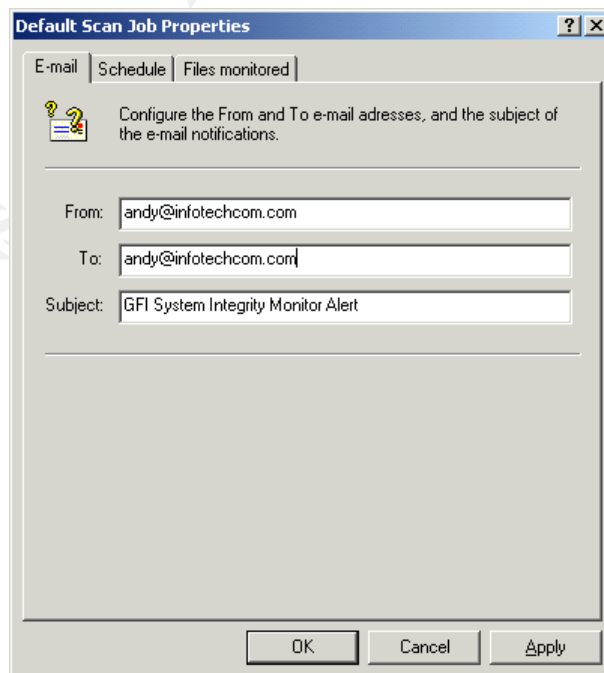 Default Scan Job Properties
E-mail
Schedule
Files monitored
Configure the From and To e-mail adresses, and the subject of
the e-mail notifications.
From:
andy@infotechcom.com
To:
andy@infotechcom.com
Subject:
GFI System Integrity Monitor Alert
OK
Cancel
Apply